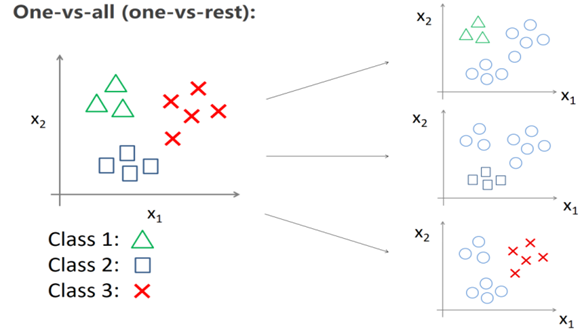 One-vs-all (one-vs-rest):
x2
x1
Class 1:
Class 2:
Class 3:
x2
x1
x2
x1
x2
x1